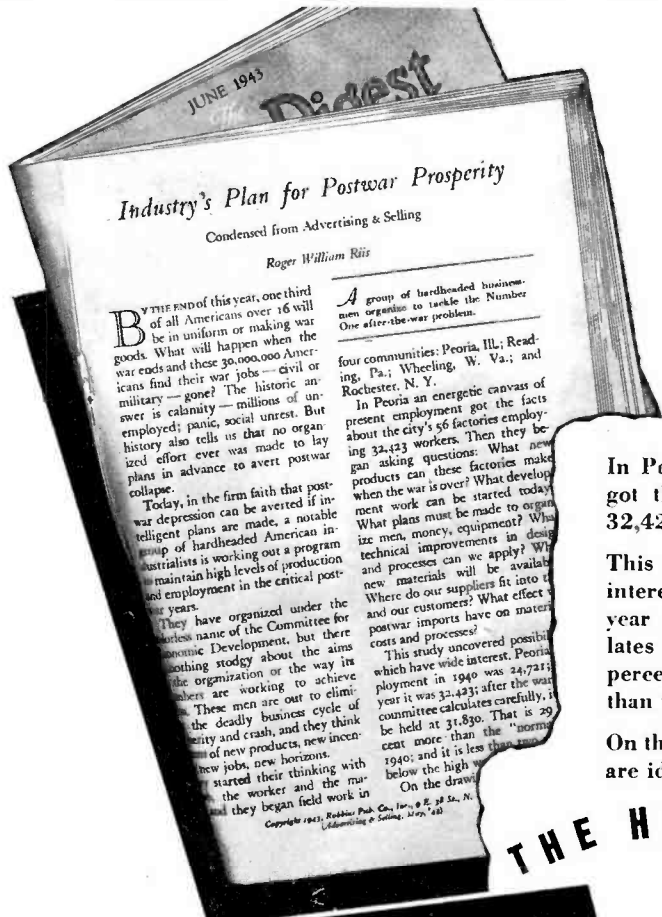 JUNE 1943
The
Digest
Industry's Plan for Postwar Prosperity
Condensed from Advertising & Selling
Roger William Riis
BY THE END of this year, one third
of all Americans over 16 will
be in uniform or making war
goods. What will happen when the
war ends and these 30,000,000 Amer-
icans find their war jobs — civil or
military — gone? The historic an-
swer is calamity — millions of un-
employed; panic, social unrest. But
history also tells us that no organ-
ized effort ever was made to lay
plans in advance to avert postwar
collapse.
Today, in the firm faith that post-
war depression can be averted if in-
telligent plans are made, a notable
group of hardheaded American in-
dustrialists is working out a program
to maintain high levels of production
and employment in the critical post-
war years.
They have organized under the
name of the Committee for
Economic Development, but there
nothing stodgy about the aims
the organization or the way its
are working to achieve
These men are out to elimi-
the deadly business cycle of
and crash, and they think
of new products, new incen-
new jobs, new horizons.
started their thinking with
the worker and the ma-
and they began field work in
A group of hardheaded business-
men organize to tackle the Number
One after-the-war problem.
four communities: Peoria, Ill.; Read-
ing, Pa.; Wheeling, W. Va.; and
Rochester, N. Y.
In Peoria an energetic canvass of
present employment got the facts
about the city's 56 factories employ-
ing 32,423 workers. Then they be-
gan asking questions: What new
products can these factories make
when the war is over? What develop
ment work can be started today
What plans must be made to organ
ize men, money, equipment? Wha
technical improvements in desig
and processes can we apply? Wh
new materials will be availab
Where do our suppliers fit into t
and our customers? What effect
postwar imports have on materi
costs and processes?
This study uncovered possibi
which have wide interest. Peoria
ployment in 1940 was 24,721;
year it was 32,423; after the war
committee calculates carefully, i
be held at 31,830. That is 29
cent more than the "norma
1940; and it is less than two
below the high w
On the drawi
Copyright 1943, Robbins Pub. Co., Inc., 9 E. 38 St., N.
(Advertising & Selling, May, '43)
In Pe
got th
32,42
This
intere
year
lates
perce
than
On th
are id
THE H